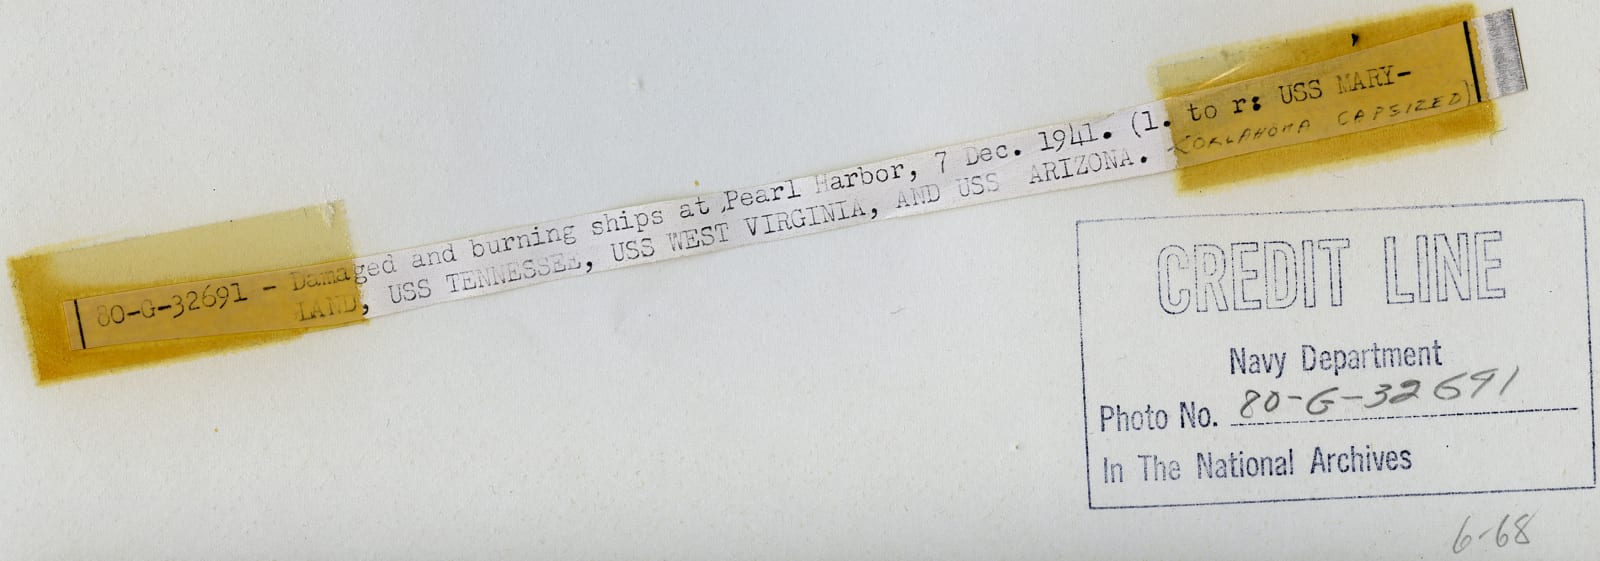 80-G-32691 - Damaged and burning ships at Pearl Harbor, 7 Dec. 1941. (l. to r: USS MARY-
LAND, USS TENNESSEE, USS WEST VIRGINIA, AND USS ARIZONA. (OKLAHOMA CAPSIZED)
CREDIT LINE
Navy Department
Photo No. 80-G-32691
In The National Archives
6-68